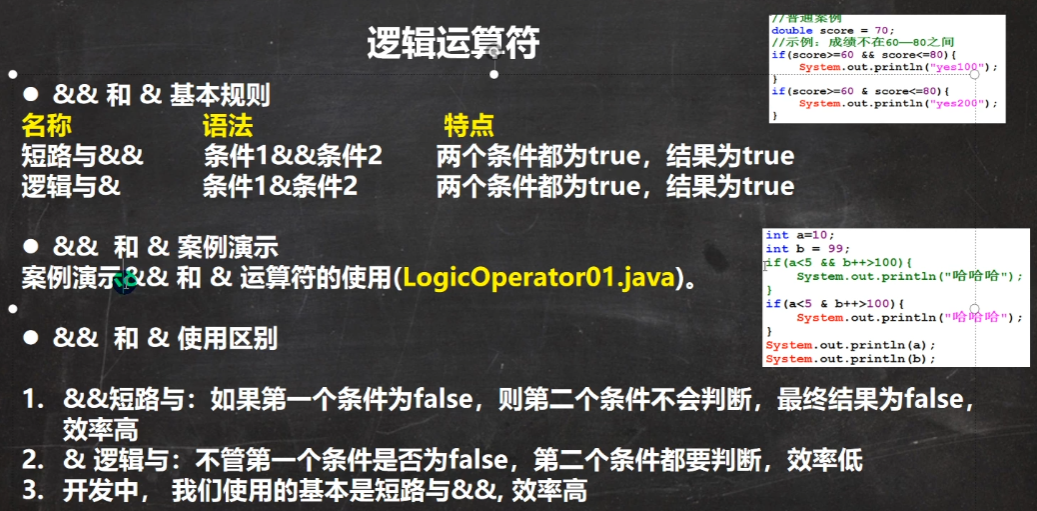 逻辑运算符
//普通案例
double score = 70;
//示例：成绩不在60——80之间
if(score>=60 && score<=80){
System.out.println("yes100");
}
if(score>=60 & score<=80){
System.out.println("yes200");
}
● && 和 & 基本规则
名称 语法 特点
短路与&& 条件1&&条件2 两个条件都为true，结果为true
逻辑与& 条件1&条件2 两个条件都为true，结果为true
● && 和 & 案例演示
案例演示 && 和 & 运算符的使用(LogicOperator01.java)。
int a=10;
int b = 99;
if(a<5 && b++>100){
System.out.println("哈哈哈");
}
if(a<5 & b++>100){
System.out.println("哈哈哈");
}
System.out.println(a);
System.out.println(b);
● && 和 & 使用区别
1. &&短路与：如果第一个条件为false，则第二个条件不会判断，最终结果为false，
效率高
2. & 逻辑与：不管第一个条件是否为false，第二个条件都要判断，效率低
3. 开发中， 我们使用的基本是短路与&&, 效率高